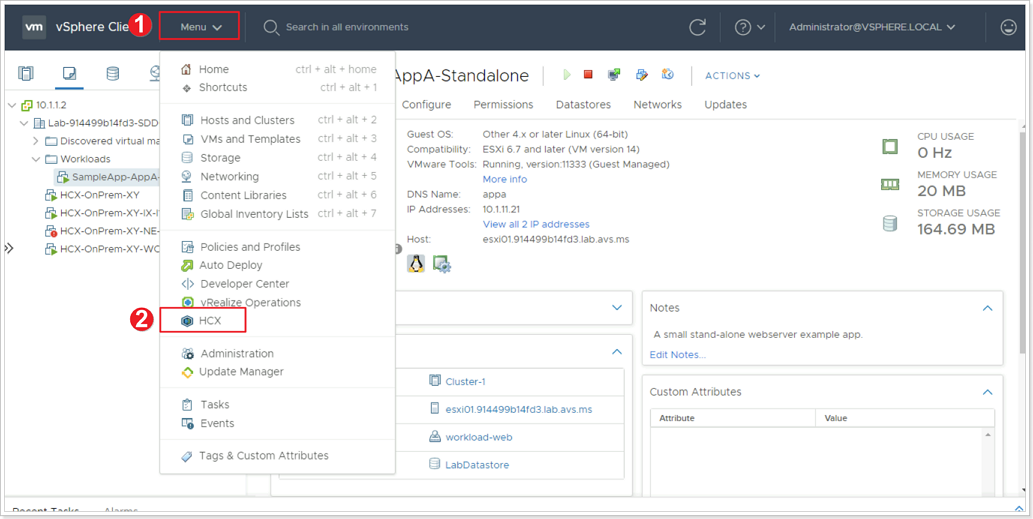 vm vSphere Clie 1 Menu Search in all environments Administrator@VSPHERE.LOCAL
Home ctrl + alt + home
Shortcuts ctrl + alt + 1
Hosts and Clusters ctrl + alt + 2
VMs and Templates ctrl + alt + 3
Storage ctrl + alt + 4
Networking ctrl + alt + 5
Content Libraries ctrl + alt + 6
Global Inventory Lists ctrl + alt + 7
Policies and Profiles
Auto Deploy
Developer Center
vRealize Operations
2 HCX
Administration
Update Manager
Tasks
Events
Tags & Custom Attributes
10.1.1.2
Lab-914499b14fd3-SDD
Discovered virtual ma
Workloads
SampleApp-AppA-
HCX-OnPrem-XY
HCX-OnPrem-XY-IX-I
HCX-OnPrem-XY-NE-
HCX-OnPrem-XY-WO
AppA-Standalone ACTIONS
Configure Permissions Datastores Networks Updates
Guest OS: Other 4.x or later Linux (64-bit)
Compatibility: ESXi 6.7 and later (VM version 14)
VMware Tools: Running, version:11333 (Guest Managed)
More info
DNS Name: appa
IP Addresses: 10.1.11.21
View all 2 IP addresses
Host: esxi01.914499b14fd3.lab.avs.ms
CPU USAGE
0 Hz
MEMORY USAGE
20 MB
STORAGE USAGE
164.69 MB
Cluster-1
esxi01.914499b14fd3.lab.avs.ms
workload-web
LabDatastore
Notes
A small stand-alone webserver example app.
Edit Notes...
Custom Attributes
Attribute Value
Recent Tasks Alarms